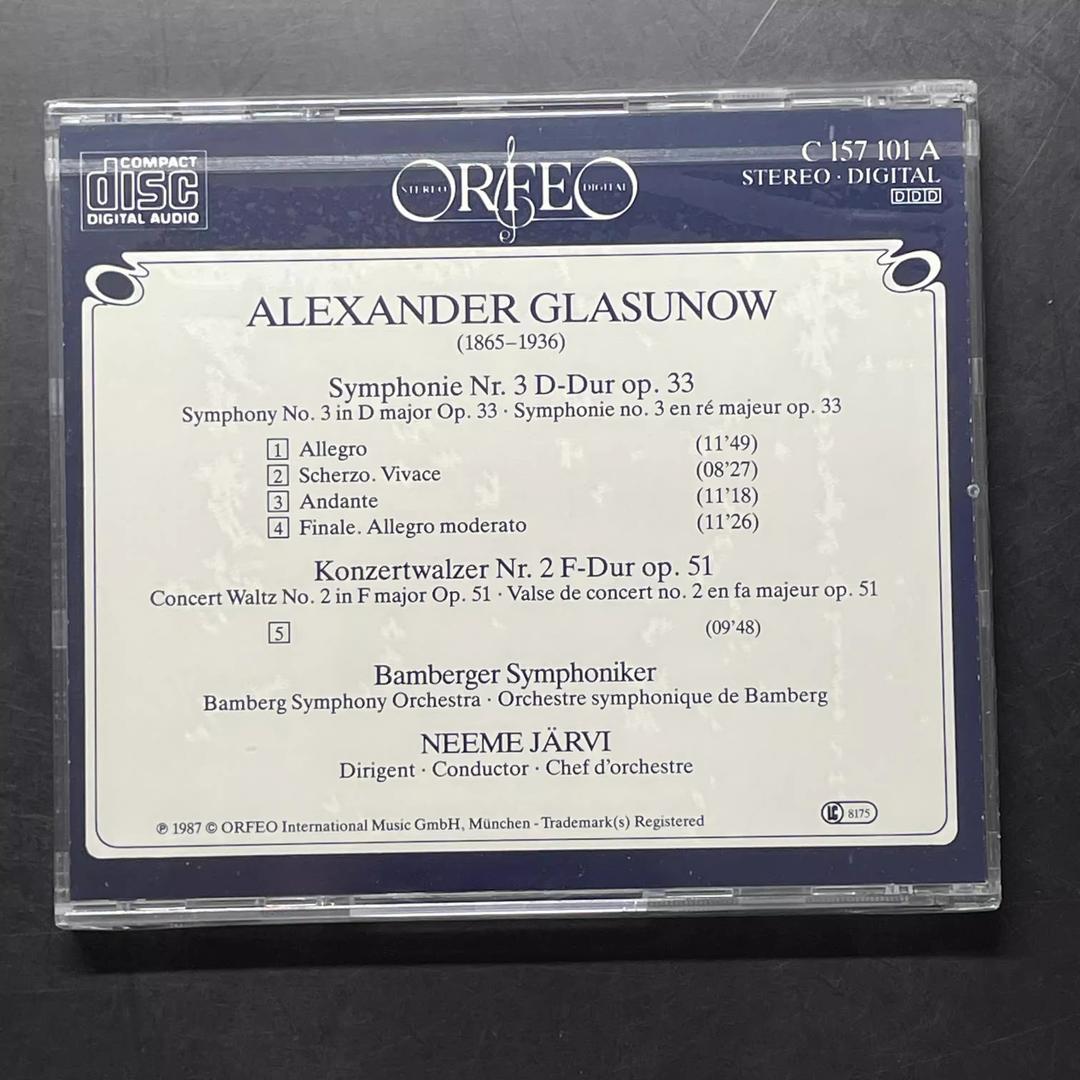 COMPACT
disc
DIGITAL AUDIO
STEREO ORFEO DIGITAL
C 157 101 A
STEREO · DIGITAL
DDD
ALEXANDER GLASUNOW
(1865–1936)
Symphonie Nr. 3 D-Dur op. 33
Symphony No. 3 in D major Op. 33 · Symphonie no. 3 en ré majeur op. 33
1 Allegro (11’49)
2 Scherzo. Vivace (08’27)
3 Andante (11’18)
4 Finale. Allegro moderato (11’26)
Konzertwalzer Nr. 2 F-Dur op. 51
Concert Waltz No. 2 in F major Op. 51 · Valse de concert no. 2 en fa majeur op. 51
5 (09’48)
Bamberger Symphoniker
Bamberg Symphony Orchestra · Orchestre symphonique de Bamberg
NEEME JÄRVI
Dirigent · Conductor · Chef d’orchestre
℗ 1987 © ORFEO International Music GmbH, München - Trademark(s) Registered
LC 8175